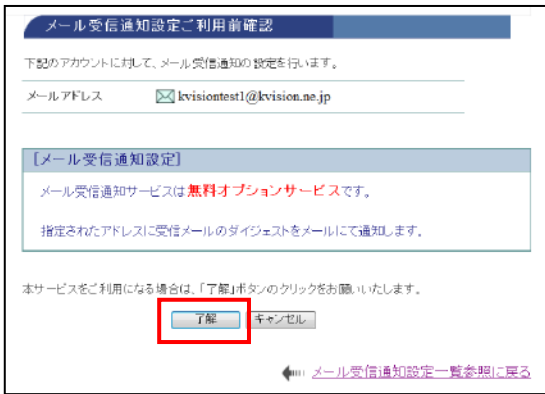 メール受信通知設定ご利用前確認
下記のアカウントに対して、メール受信通知の設定を行います。
メールアドレス kvisiontest1@kvision.ne.jp
[メール受信通知設定]
メール受信通知サービスは無料オプションサービスです。
指定されたアドレスに受信メールのダイジェストをメールにて通知します。
本サービスをご利用になる場合は、「了解」ボタンのクリックをお願いいたします。
了解 キャンセル
メール受信通知設定一覧参照に戻る